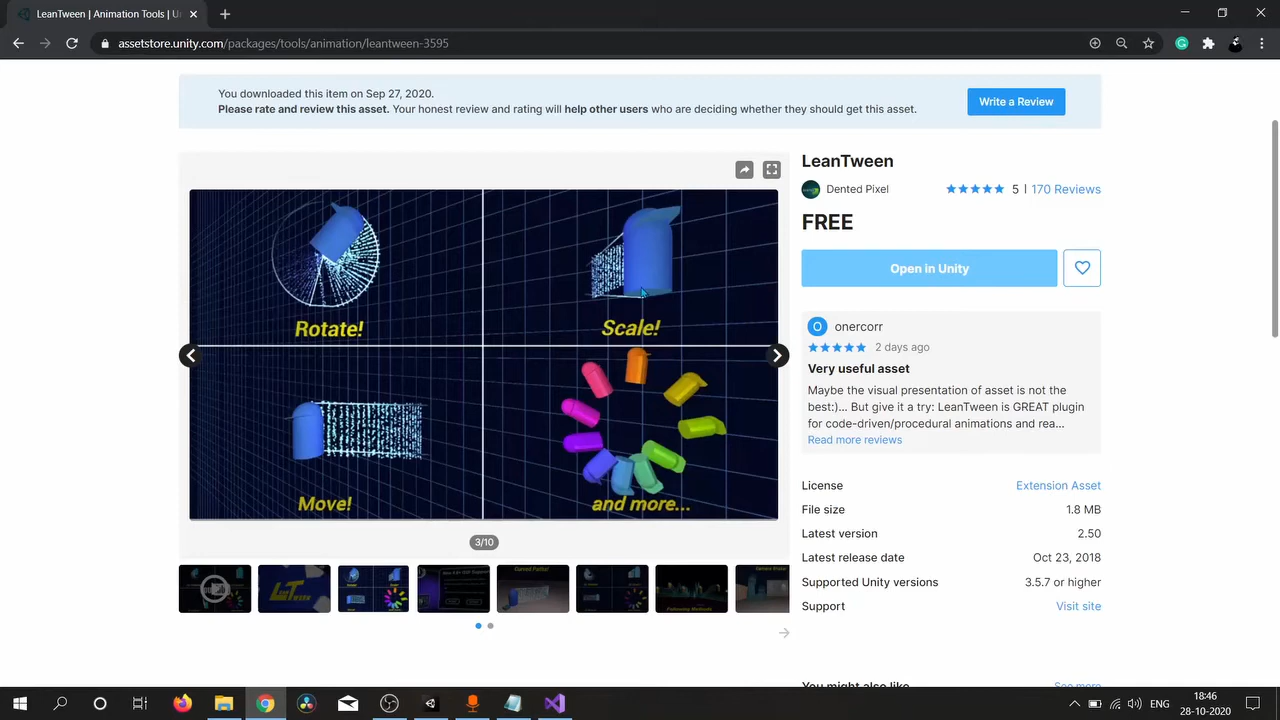 LeanTween | Animation Tools | U
assetstore.unity.com/packages/tools/animation/leantween-3595
You downloaded this item on Sep 27, 2020.
Please rate and review this asset. Your honest review and rating will help other users who are deciding whether they should get this asset.
Write a Review
LeanTween
Dented Pixel
5 | 170 Reviews
FREE
Open in Unity
Rotate!
Scale!
Move!
and more...
3/10
O onercorr
2 days ago
Very useful asset
Maybe the visual presentation of asset is not the
best:)... But give it a try: LeanTween is GREAT plugin
for code-driven/procedural animations and rea...
Read more reviews
License Extension Asset
File size 1.8 MB
Latest version 2.50
Latest release date Oct 23, 2018
Supported Unity versions 3.5.7 or higher
Support Visit site
You might also like See more
ENG
18:46
28-10-2020